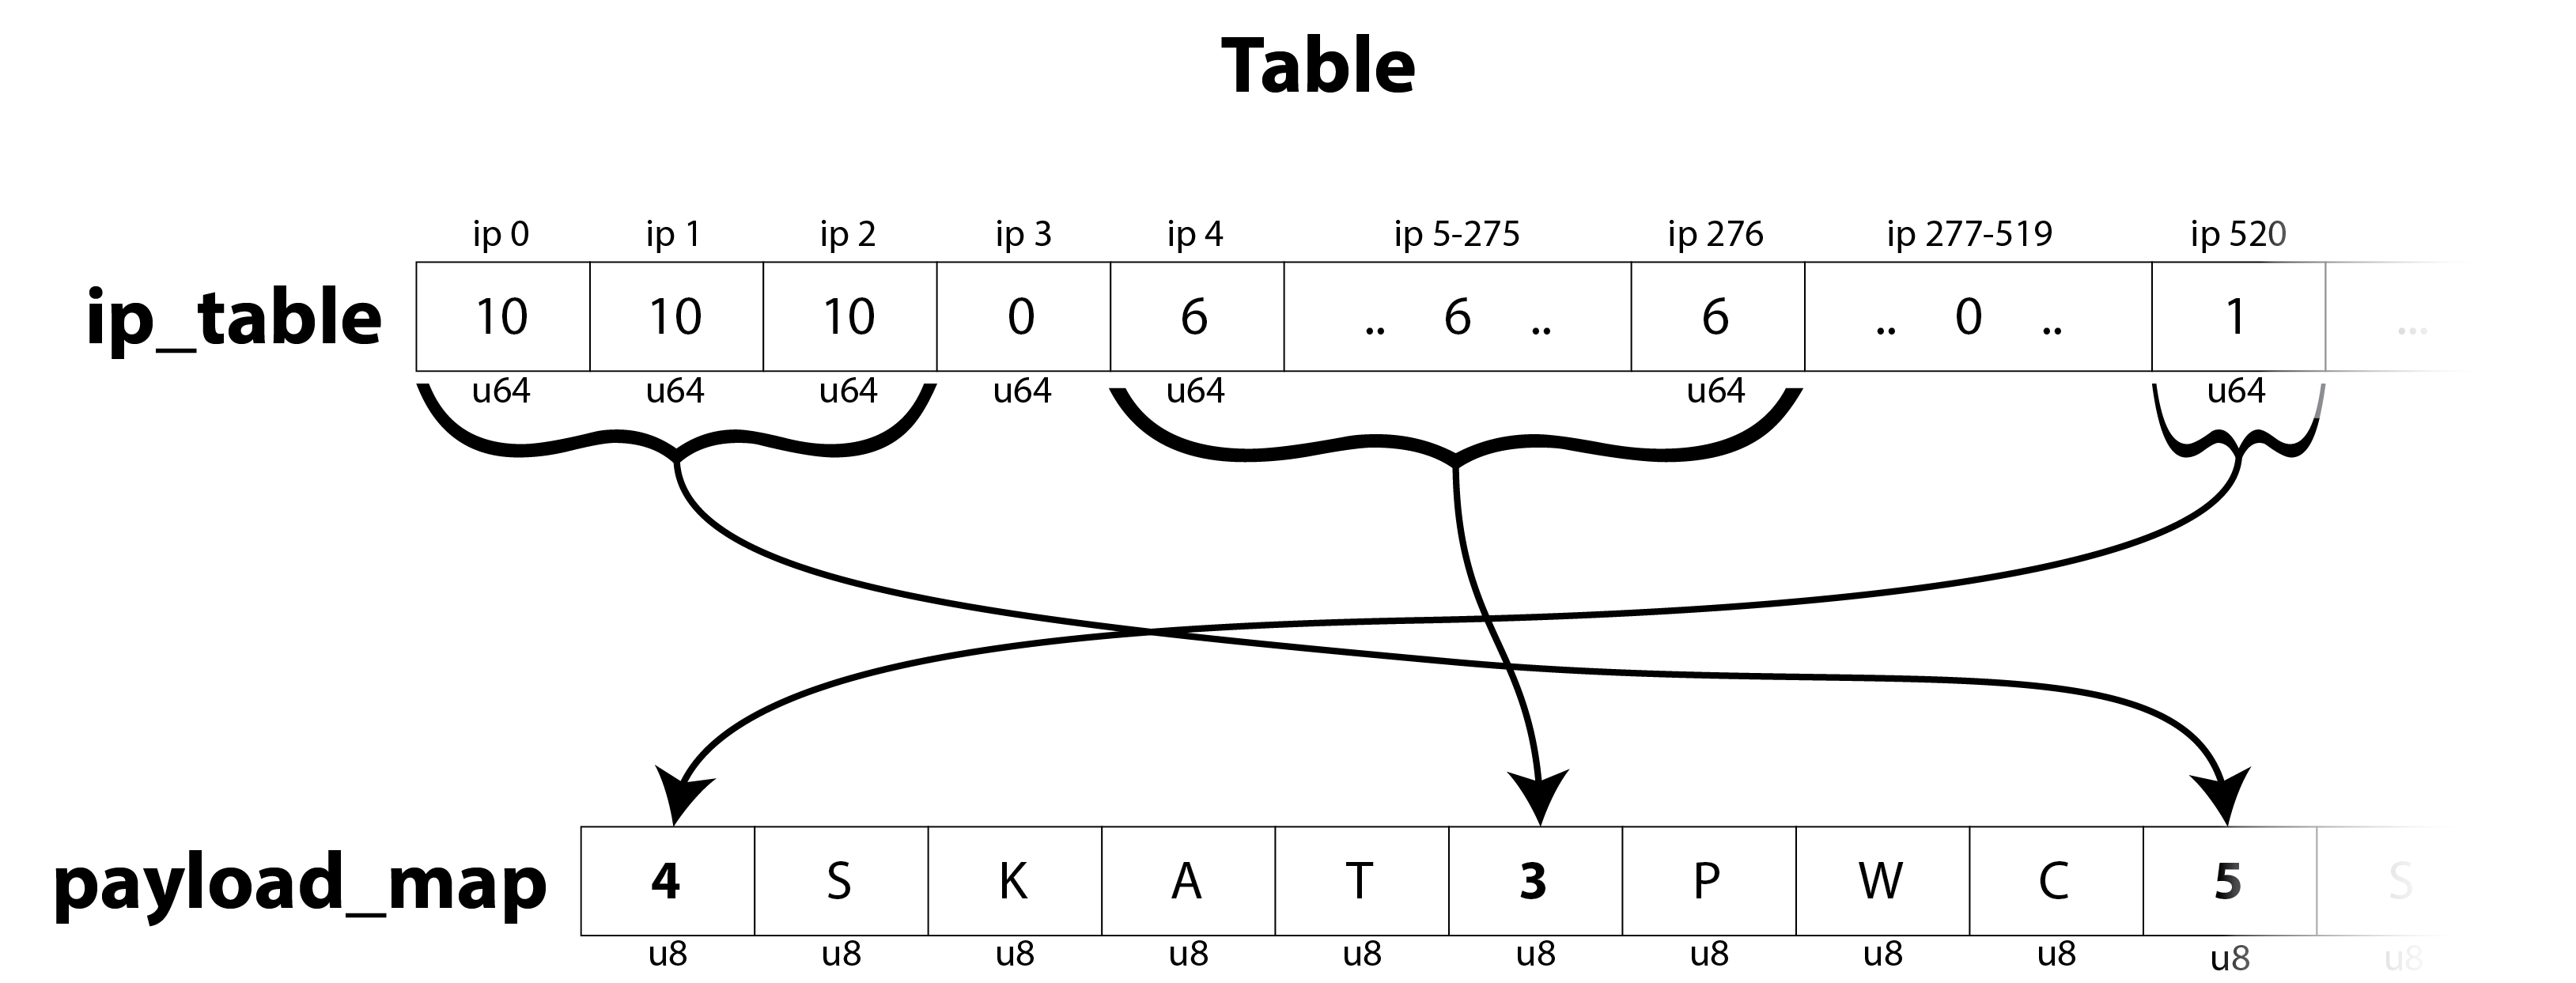 Table
ip 0 ip 1 ip 2 ip 3 ip 4 ip 5-275 ip 276 ip 277-519 ip 520
ip_table 10 10 10 0 6 .. 6 .. 6 .. 0 .. 1 ...
u64 u64 u64 u64 u64 u64 u64
payload_map 4 S K A T 3 P W C 5 S
u8 u8 u8 u8 u8 u8 u8 u8 u8 u8 u8